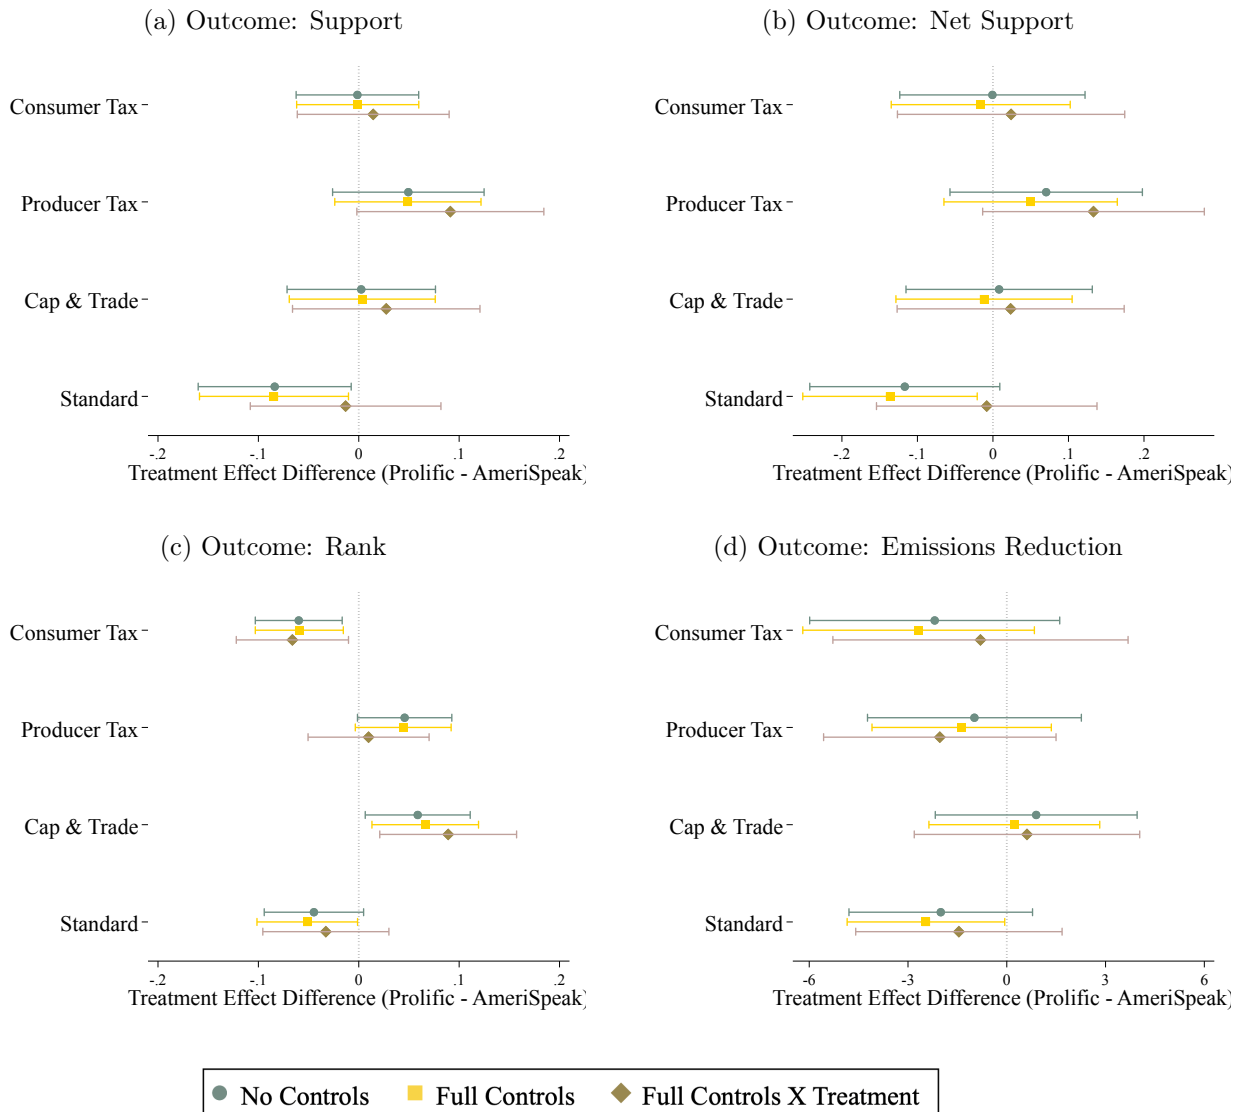 (a) Outcome: Support
Consumer Tax
Producer Tax
Cap & Trade
Standard
-.2 -.1 0 .1 .2
Treatment Effect Difference (Prolific - AmeriSpeak)
(b) Outcome: Net Support
Consumer Tax
Producer Tax
Cap & Trade
Standard
-.2 -.1 0 .1 .2
Treatment Effect Difference (Prolific - AmeriSpeak)
(c) Outcome: Rank
Consumer Tax
Producer Tax
Cap & Trade
Standard
-.2 -.1 0 .1 .2
Treatment Effect Difference (Prolific - AmeriSpeak)
(d) Outcome: Emissions Reduction
Consumer Tax
Producer Tax
Cap & Trade
Standard
-6 -3 0 3 6
Treatment Effect Difference (Prolific - AmeriSpeak)
No Controls Full Controls Full Controls X Treatment